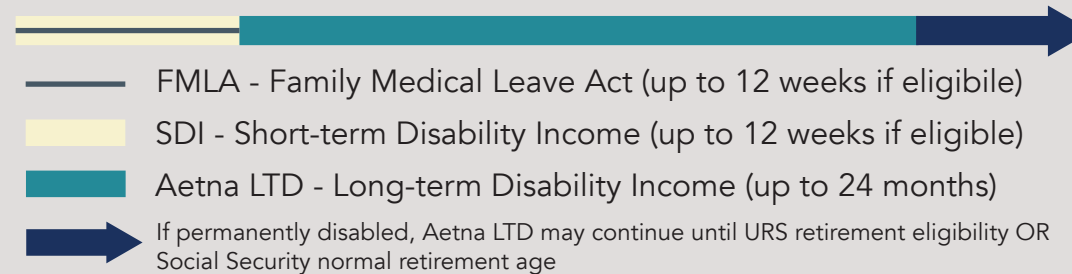 FMLA - Family Medical Leave Act (up to 12 weeks if eligibile)
SDI - Short-term Disability Income (up to 12 weeks if eligible)
Aetna LTD - Long-term Disability Income (up to 24 months)
If permanently disabled, Aetna LTD may continue until URS retirement eligibility OR
Social Security normal retirement age